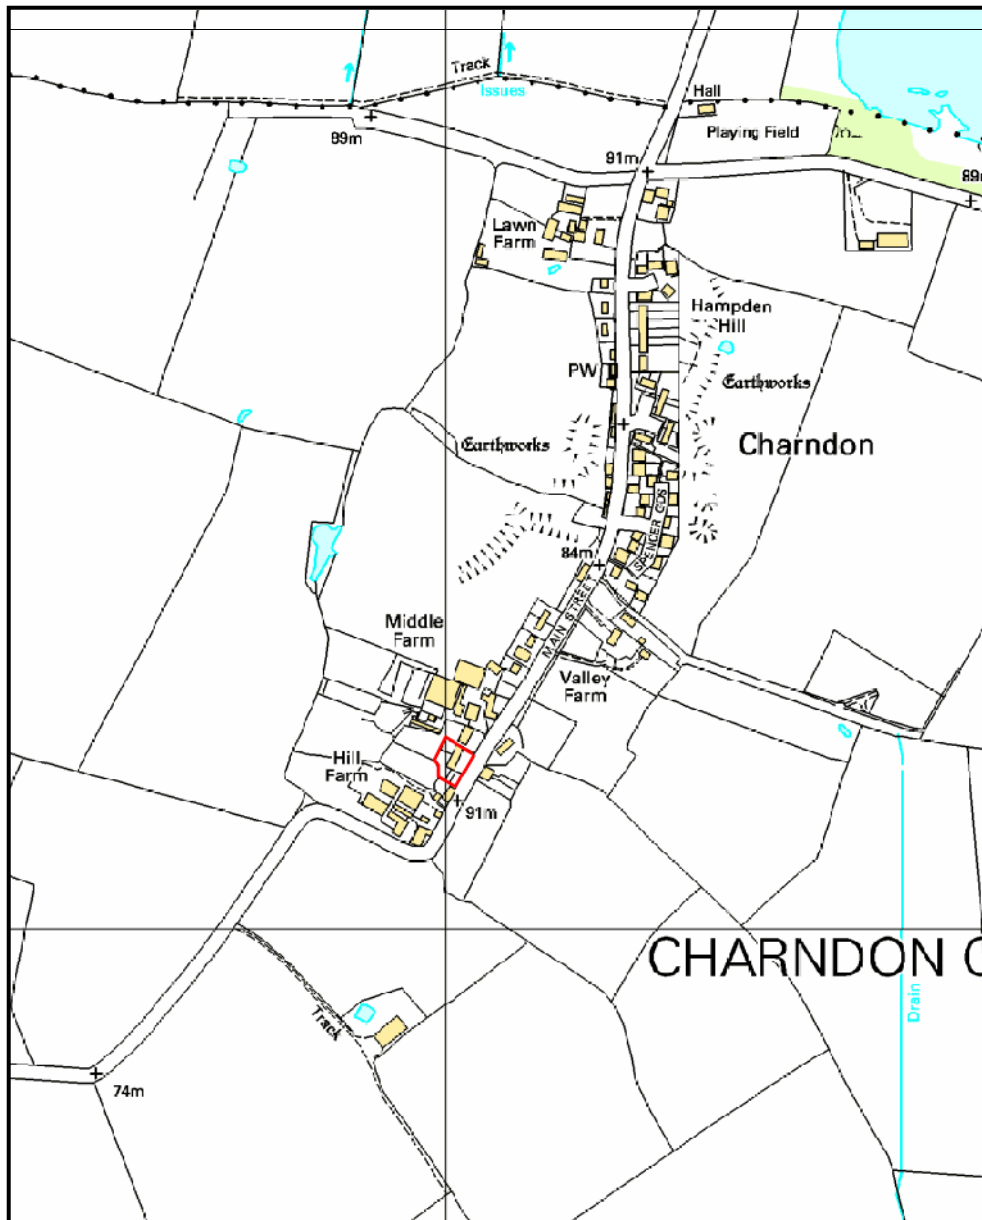 Track
Issues
Hall
Playing Field
89m
91m
89m
Lawn
Farm
Hampden
Hill
PW
Earthworks
Earthworks
Charndon
SPENCER GDS
84m
MAIN STREET
Middle
Farm
Valley
Farm
Hill
Farm
91m
CHARNDON C
Drain
Track
74m